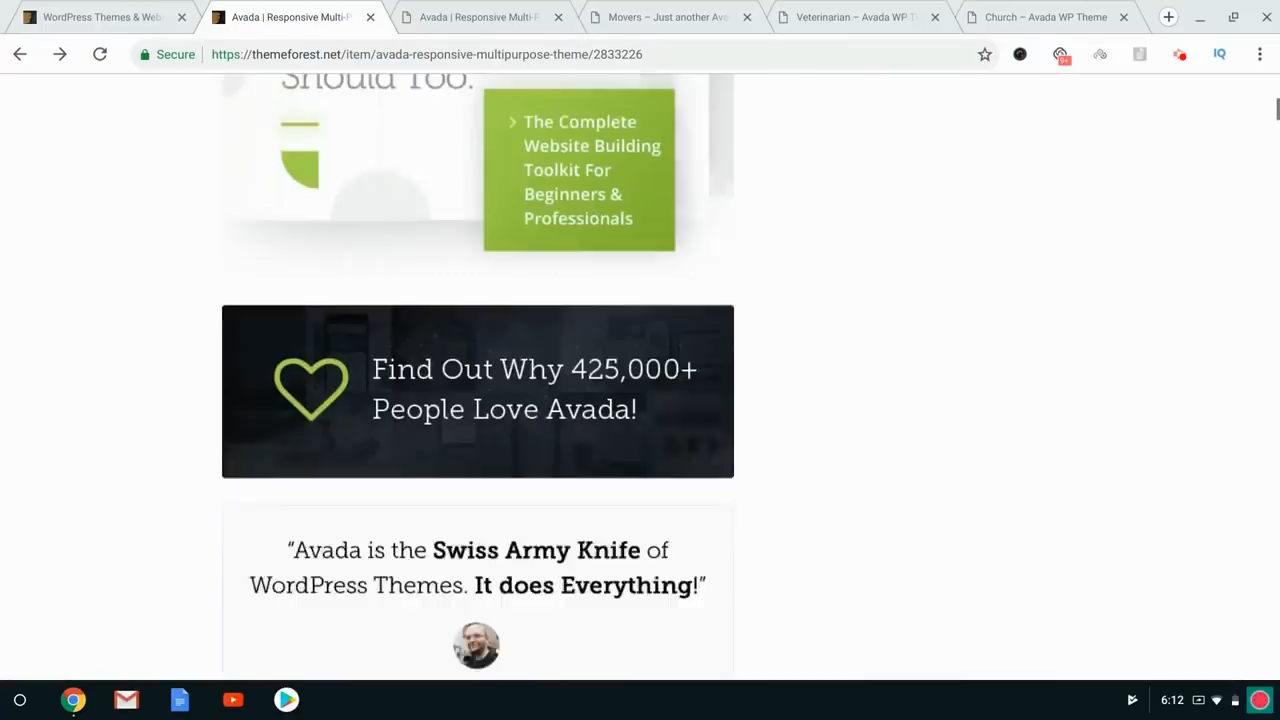 WordPress Themes & Web
Avada | Responsive Multi-P
Avada | Responsive Multi-P
Movers – Just another Ava
Veterinarian – Avada WP T
Church – Avada WP Theme
Secure
https://themeforest.net/item/avada-responsive-multipurpose-theme/2833226
9+
IQ
Should Too.
The Complete
Website Building
Toolkit For
Beginners &
Professionals
Find Out Why 425,000+
People Love Avada!
“Avada is the Swiss Army Knife of
WordPress Themes. It does Everything!”
6:12